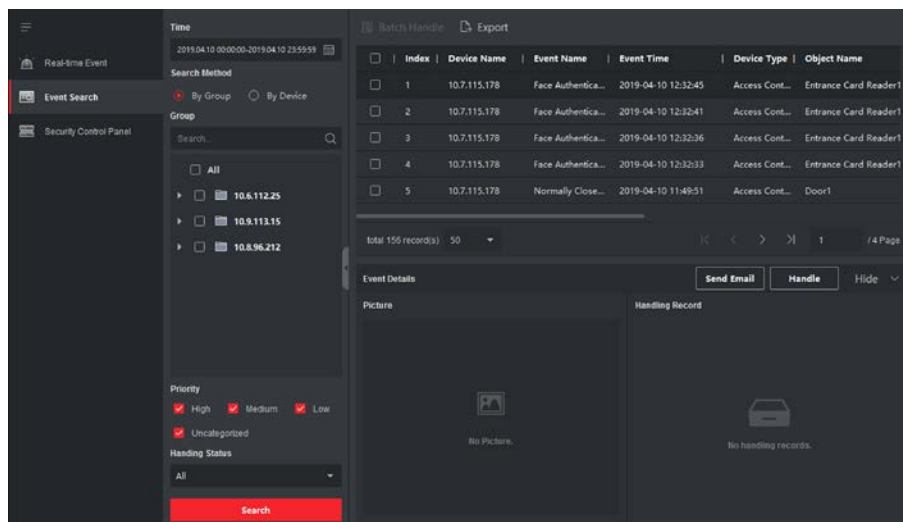 Real-time Event
Event Search
Security Control Panel
Time
2019.04.10 00:00:00-2019.04.10 23:59:59
Search Method
By Group By Device
Group
Search...
All
10.6.112.25
10.9.113.15
10.8.96.212
Priority
High Medium Low
Uncategorized
Handing Status
All
Search
Batch Handle Export
Index Device Name Event Name Event Time Device Type Object Name
1 10.7.115.178 Face Authentica... 2019-04-10 12:32:45 Access Cont... Entrance Card Reader1
2 10.7.115.178 Face Authentica... 2019-04-10 12:32:41 Access Cont... Entrance Card Reader1
3 10.7.115.178 Face Authentica... 2019-04-10 12:32:36 Access Cont... Entrance Card Reader1
4 10.7.115.178 Face Authentica... 2019-04-10 12:32:33 Access Cont... Entrance Card Reader1
5 10.7.115.178 Normally Close... 2019-04-10 11:49:51 Access Cont... Door1
total 156 record(s) 50 1 /4 Page
Event Details Send Email Handle Hide
Picture Handling Record
No Picture.
No handling records.